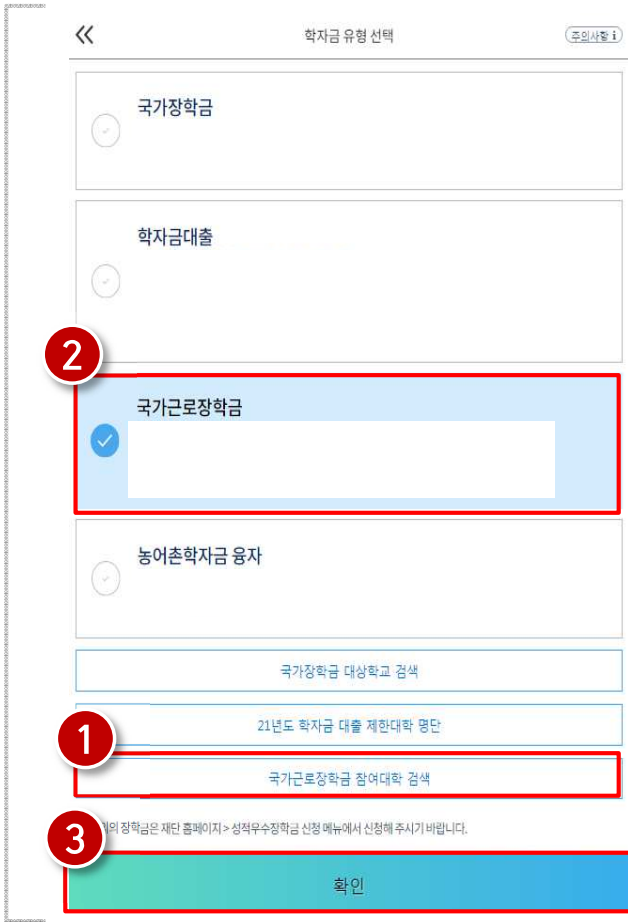 학자금 유형 선택
주의사항 i
국가장학금
학자금대출
2
국가근로장학금
농어촌학자금 융자
국가장학금 대상학교 검색
21년도 학자금 대출 제한대학 명단
1
국가근로장학금 참여대학 검색
장학금은 재단 홈페이지 > 성적우수장학금 신청 메뉴에서 신청해 주시기 바랍니다.
3
확인